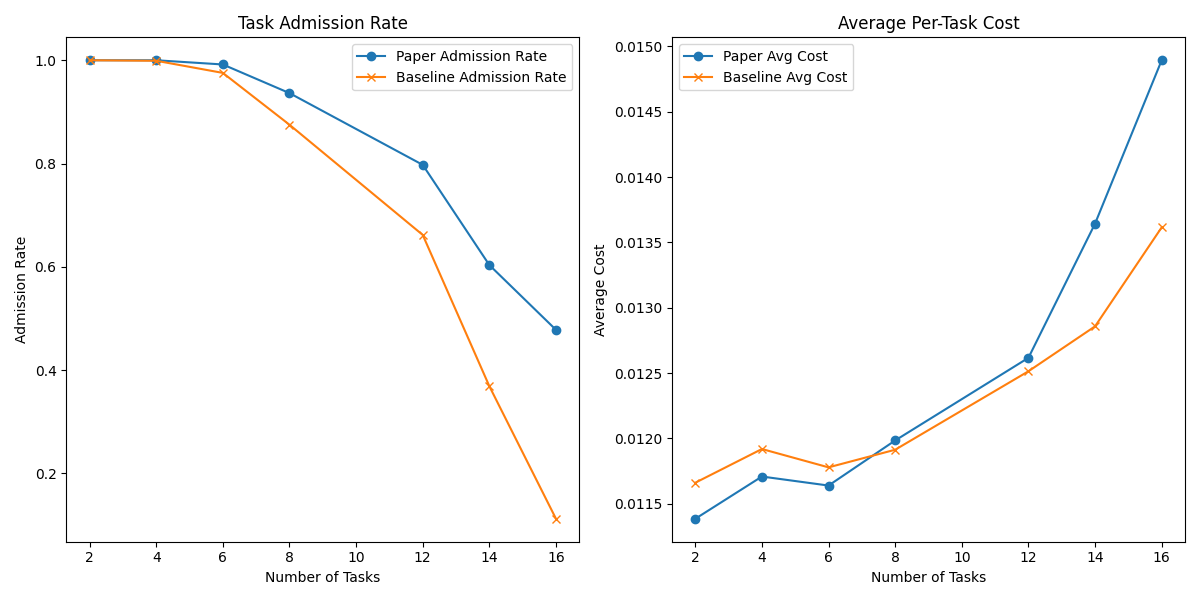 Task Admission Rate
Paper Admission Rate
Baseline Admission Rate
Admission Rate
1.0
0.8
0.6
0.4
0.2
2 4 6 8 10 12 14 16
Number of Tasks
Average Per-Task Cost
Paper Avg Cost
Baseline Avg Cost
Average Cost
0.0150
0.0145
0.0140
0.0135
0.0130
0.0125
0.0120
0.0115
2 4 6 8 10 12 14 16
Number of Tasks